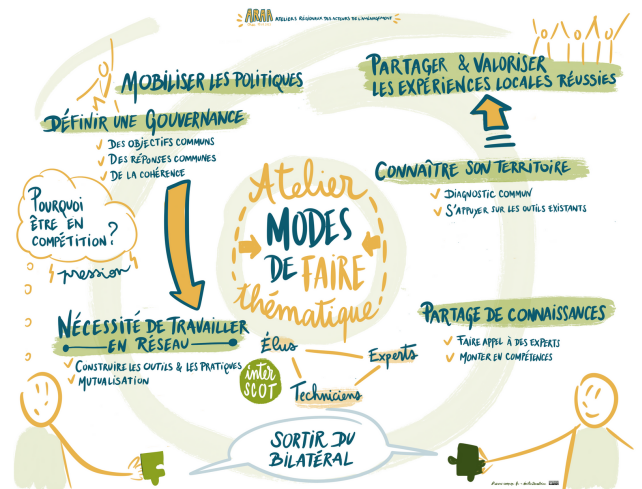 ARAA ATELIERS RÉGIONAUX DES ACTEURS DE L'AMÉNAGEMENT
MOBILISER LES POLITIQUES
DÉFINIR UNE GOUVERNANCE
DES OBJECTIFS COMMUNS
DES RÉPONSES COMMUNES
DE LA COHÉRENCE
POURQUOI
ÊTRE EN
COMPÉTITION?
pression
NÉCESSITÉ DE TRAVAILLER
EN RÉSEAU
CONSTRUIRE LES OUTILS & LES PRATIQUES
MUTUALISATION
Atelier
MODES
DE FAIRE
thématique
PARTAGER & VALORISER
LES EXPÉRIENCES LOCALES RÉUSSIES
CONNAÎTRE SON TERRITOIRE
DIAGNOSTIC COMMUN
S'APPUYER SUR LES OUTILS EXISTANTS
PARTAGE DE CONNAISSANCES
FAIRE APPEL À DES EXPERTS
MONTER EN COMPÉTENCES
Élus
Experts
Techniciens
inter
SCOT
SORTIR DU
BILATÉRAL